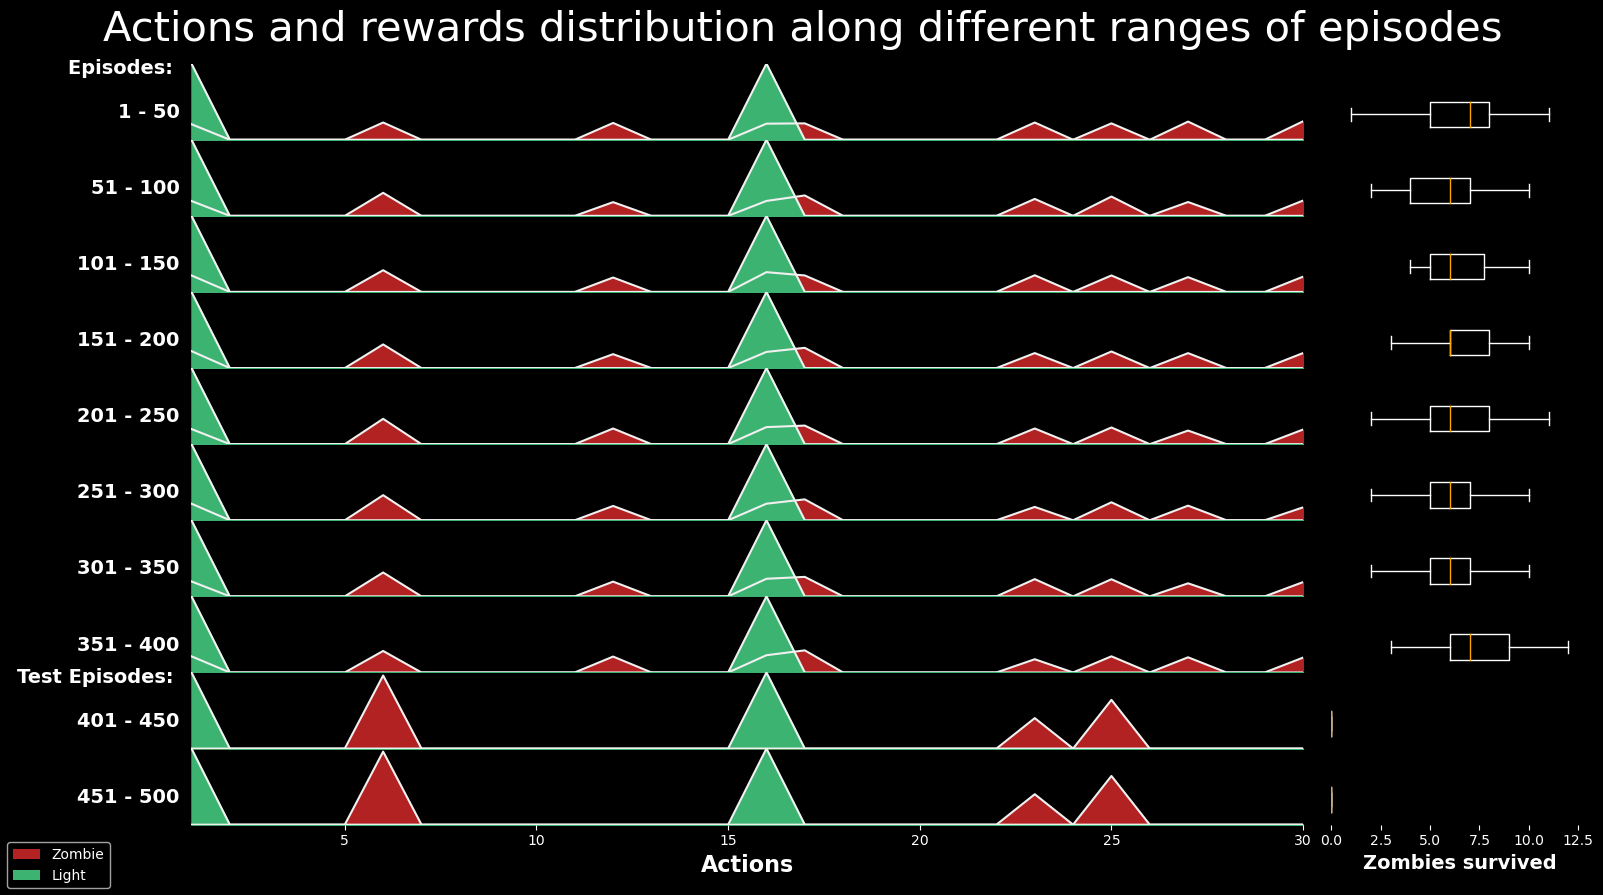 Actions and rewards distribution along different ranges of episodes
Episodes:
1 - 50
51 - 100
101 - 150
151 - 200
201 - 250
251 - 300
301 - 350
351 - 400
Test Episodes:
401 - 450
451 - 500
5 10 15 20 25 30 0.0 2.5 5.0 7.5 10.0 12.5
Actions Zombies survived
Zombie
Light